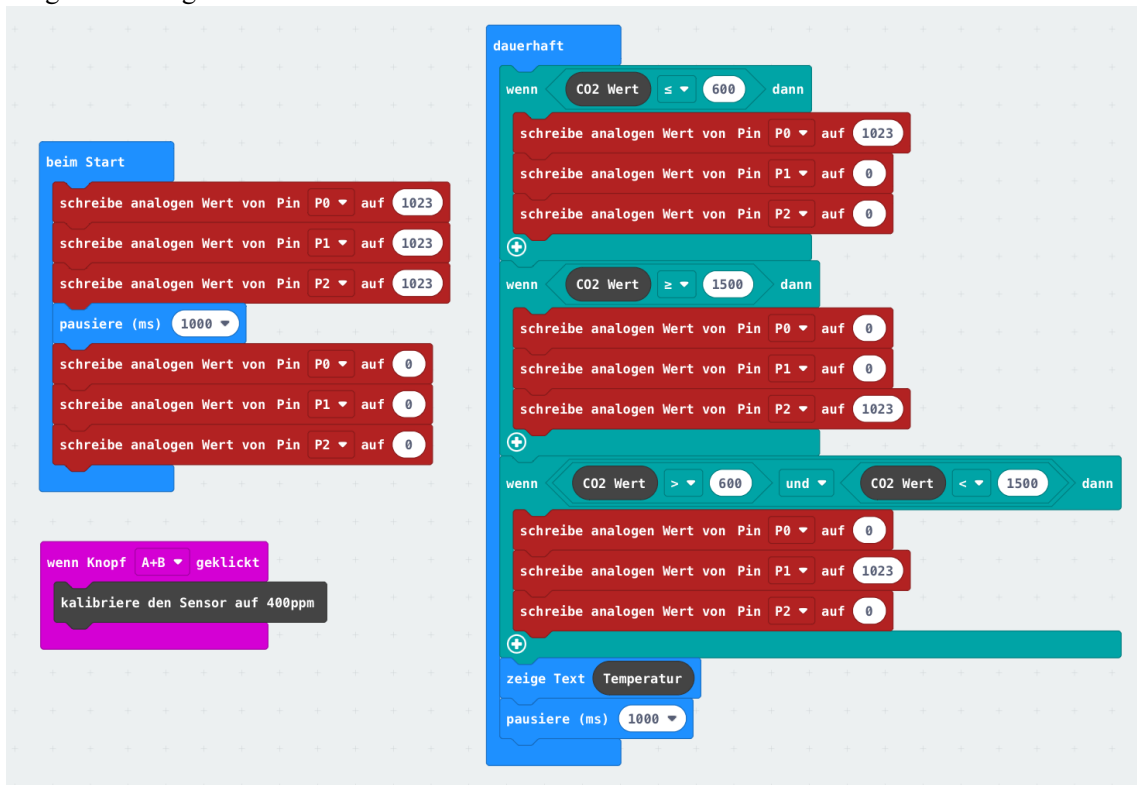 beim Start
schreibe analogen Wert von Pin P0 auf 1023
schreibe analogen Wert von Pin P1 auf 1023
schreibe analogen Wert von Pin P2 auf 1023
pausiere (ms) 1000
schreibe analogen Wert von Pin P0 auf 0
schreibe analogen Wert von Pin P1 auf 0
schreibe analogen Wert von Pin P2 auf 0
wenn Knopf A+B geklickt
kalibriere den Sensor auf 400ppm
dauerhaft
wenn CO2 Wert ≤ 600 dann
schreibe analogen Wert von Pin P0 auf 1023
schreibe analogen Wert von Pin P1 auf 0
schreibe analogen Wert von Pin P2 auf 0
wenn CO2 Wert ≥ 1500 dann
schreibe analogen Wert von Pin P0 auf 0
schreibe analogen Wert von Pin P1 auf 0
schreibe analogen Wert von Pin P2 auf 1023
wenn CO2 Wert > 600 und CO2 Wert < 1500 dann
schreibe analogen Wert von Pin P0 auf 0
schreibe analogen Wert von Pin P1 auf 1023
schreibe analogen Wert von Pin P2 auf 0
zeige Text Temperatur
pausiere (ms) 1000